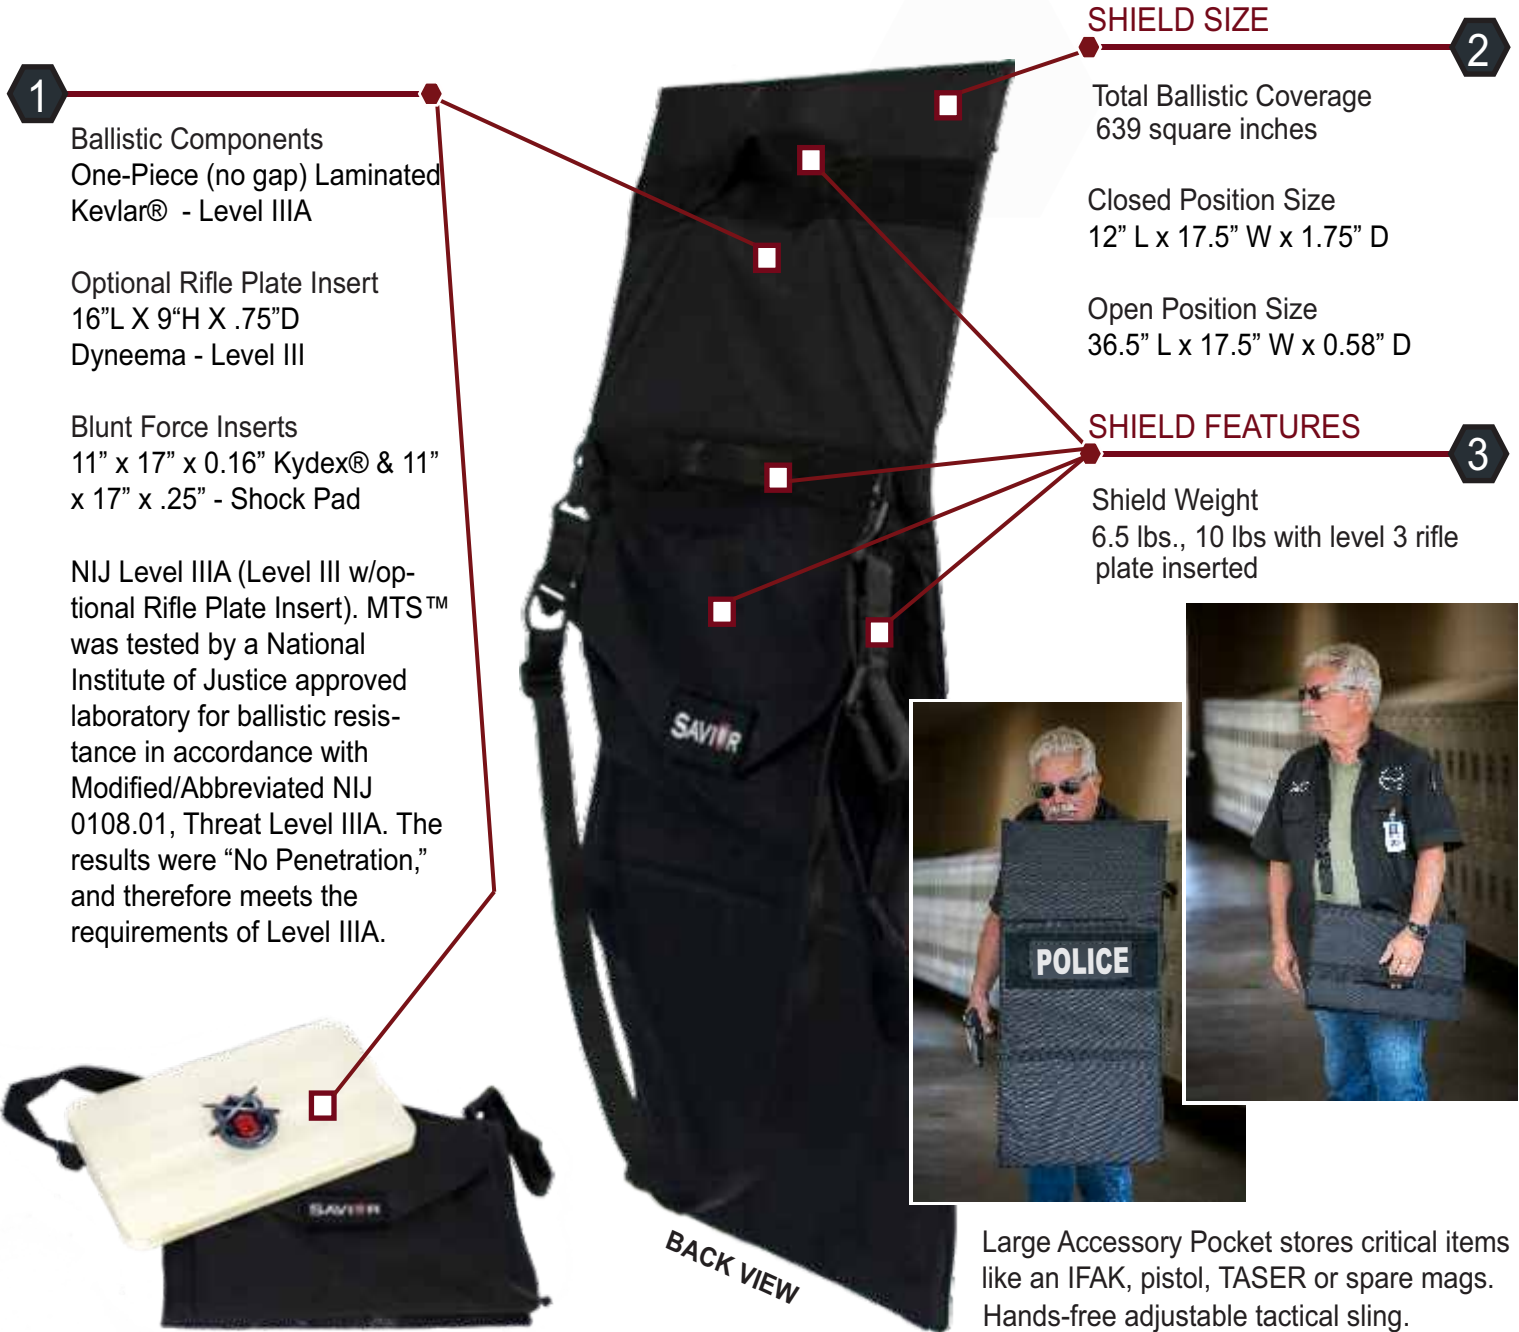 1
Ballistic Components
One-Piece (no gap) Laminated
Kevlar® - Level IIIA
Optional Rifle Plate Insert
16”L X 9“H X .75”D
Dyneema - Level III
Blunt Force Inserts
11” x 17” x 0.16” Kydex® & 11”
x 17” x .25” - Shock Pad
NIJ Level IIIA (Level III w/op-
tional Rifle Plate Insert). MTS™
was tested by a National
Institute of Justice approved
laboratory for ballistic resis-
tance in accordance with
Modified/Abbreviated NIJ
0108.01, Threat Level IIIA. The
results were “No Penetration,”
and therefore meets the
requirements of Level IIIA.
SAVIOR
SAVIOR
BACK VIEW
SHIELD SIZE
2
Total Ballistic Coverage
639 square inches
Closed Position Size
12” L x 17.5” W x 1.75” D
Open Position Size
36.5” L x 17.5” W x 0.58” D
SHIELD FEATURES
3
Shield Weight
6.5 lbs., 10 lbs with level 3 rifle
plate inserted
POLICE
Large Accessory Pocket stores critical items
like an IFAK, pistol, TASER or spare mags.
Hands-free adjustable tactical sling.